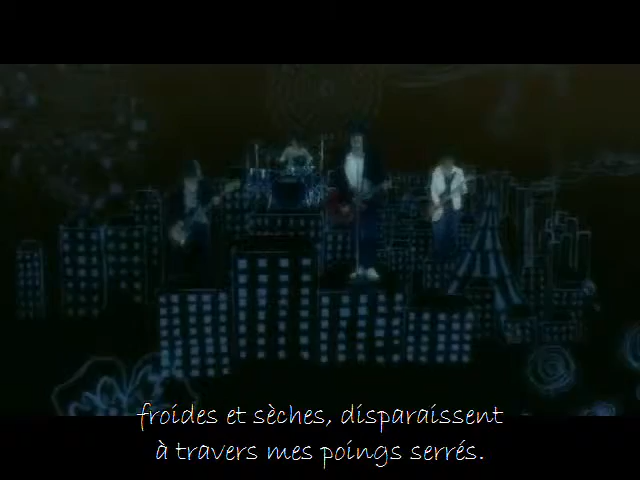 froides et sèches, disparaissent
à travers mes poings serrés.